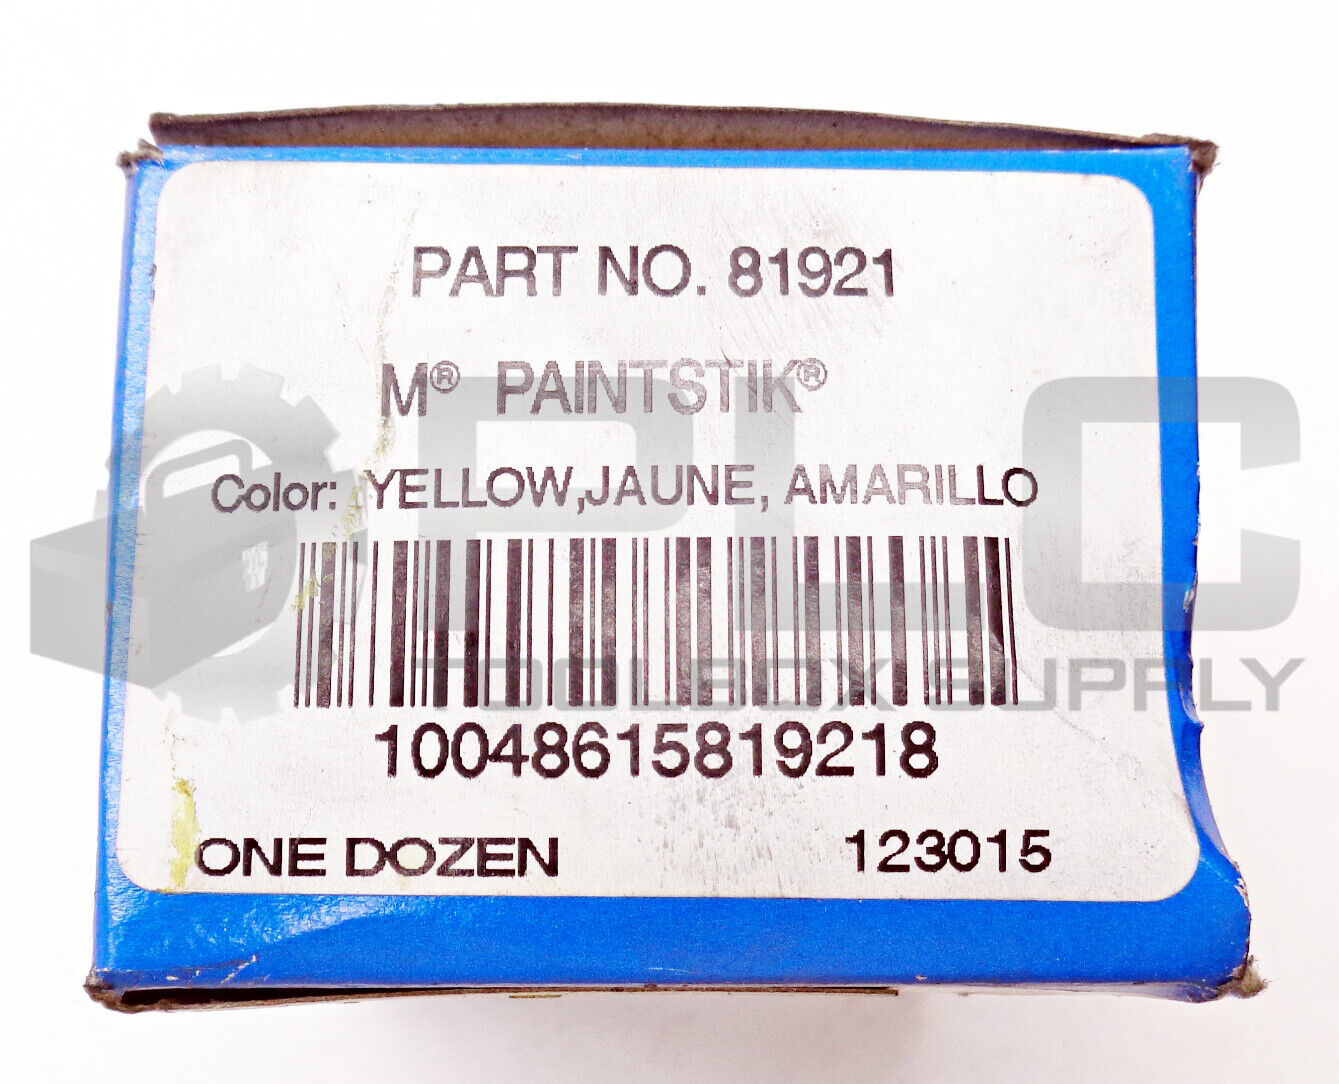 PART NO. 81921
M® PAINTSTIK®
Color: YELLOW,JAUNE, AMARILLO
PLC
TOOLBOX SUPPLY
10048615819218
ONE DOZEN 123015